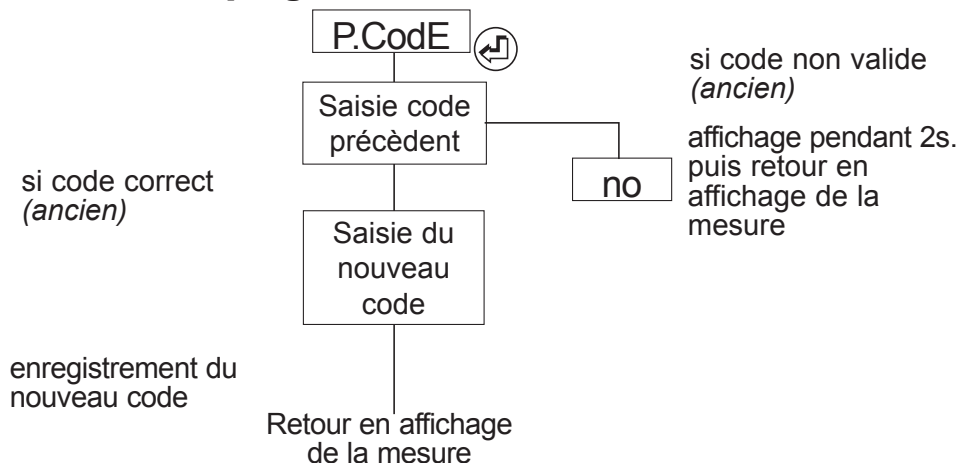 P.CodE
Saisie code
précèdent
si code non valide
(ancien)
affichage pendant 2s.
puis retour en
affichage de la
mesure
no
si code correct
(ancien)
Saisie du
nouveau
code
enregistrement du
nouveau code
Retour en affichage
de la mesure